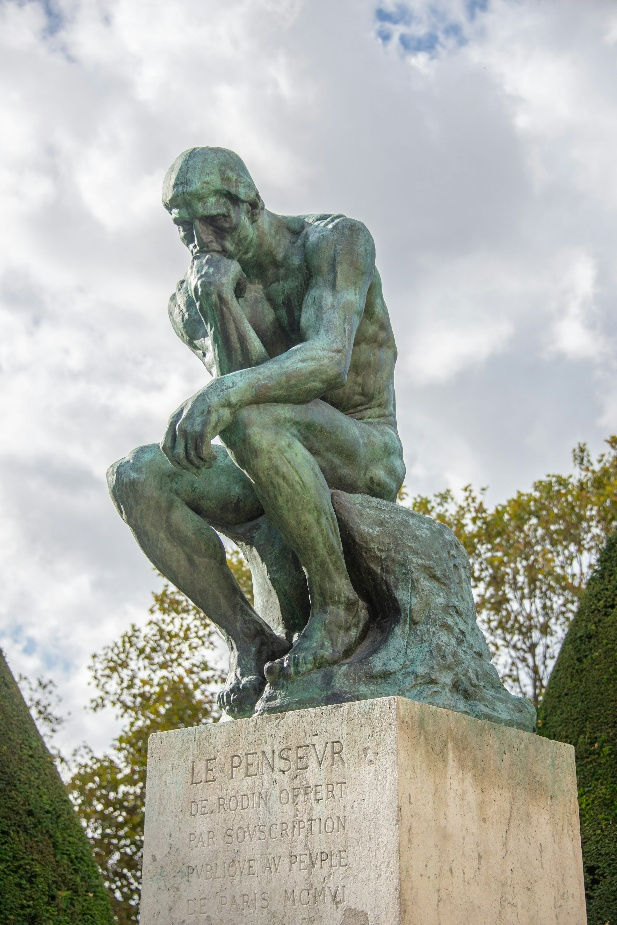 LE PENSEVR
DE.RODIN OFFERT
PAR SOVSCRIPTION
PVBLIQVE AV PEVPLE
DE PARIS MCMVI